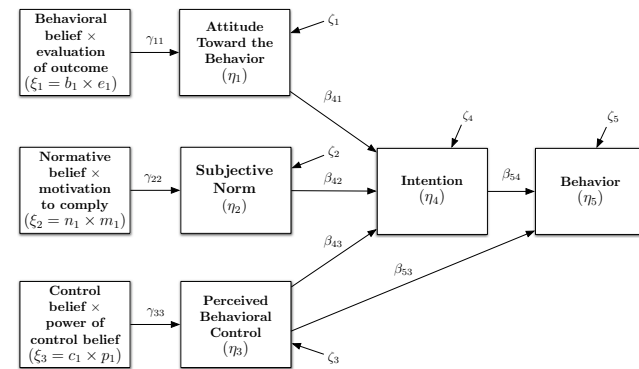 Behavioral
belief ×
evaluation
of outcome
(ξ₁ = b₁ × e₁)
γ₁₁
Attitude
Toward the
Behavior
(η₁)
ζ₁
β₄₁
Normative
belief ×
motivation
to comply
(ξ₂ = n₁ × m₁)
γ₂₂
Subjective
Norm
(η₂)
ζ₂
β₄₂
Control
belief ×
power of
control belief
(ξ₃ = c₁ × p₁)
γ₃₃
Perceived
Behavioral
Control
(η₃)
ζ₃
β₄₃
β₅₃
ζ₄
Intention
(η₄)
β₅₄
ζ₅
Behavior
(η₅)